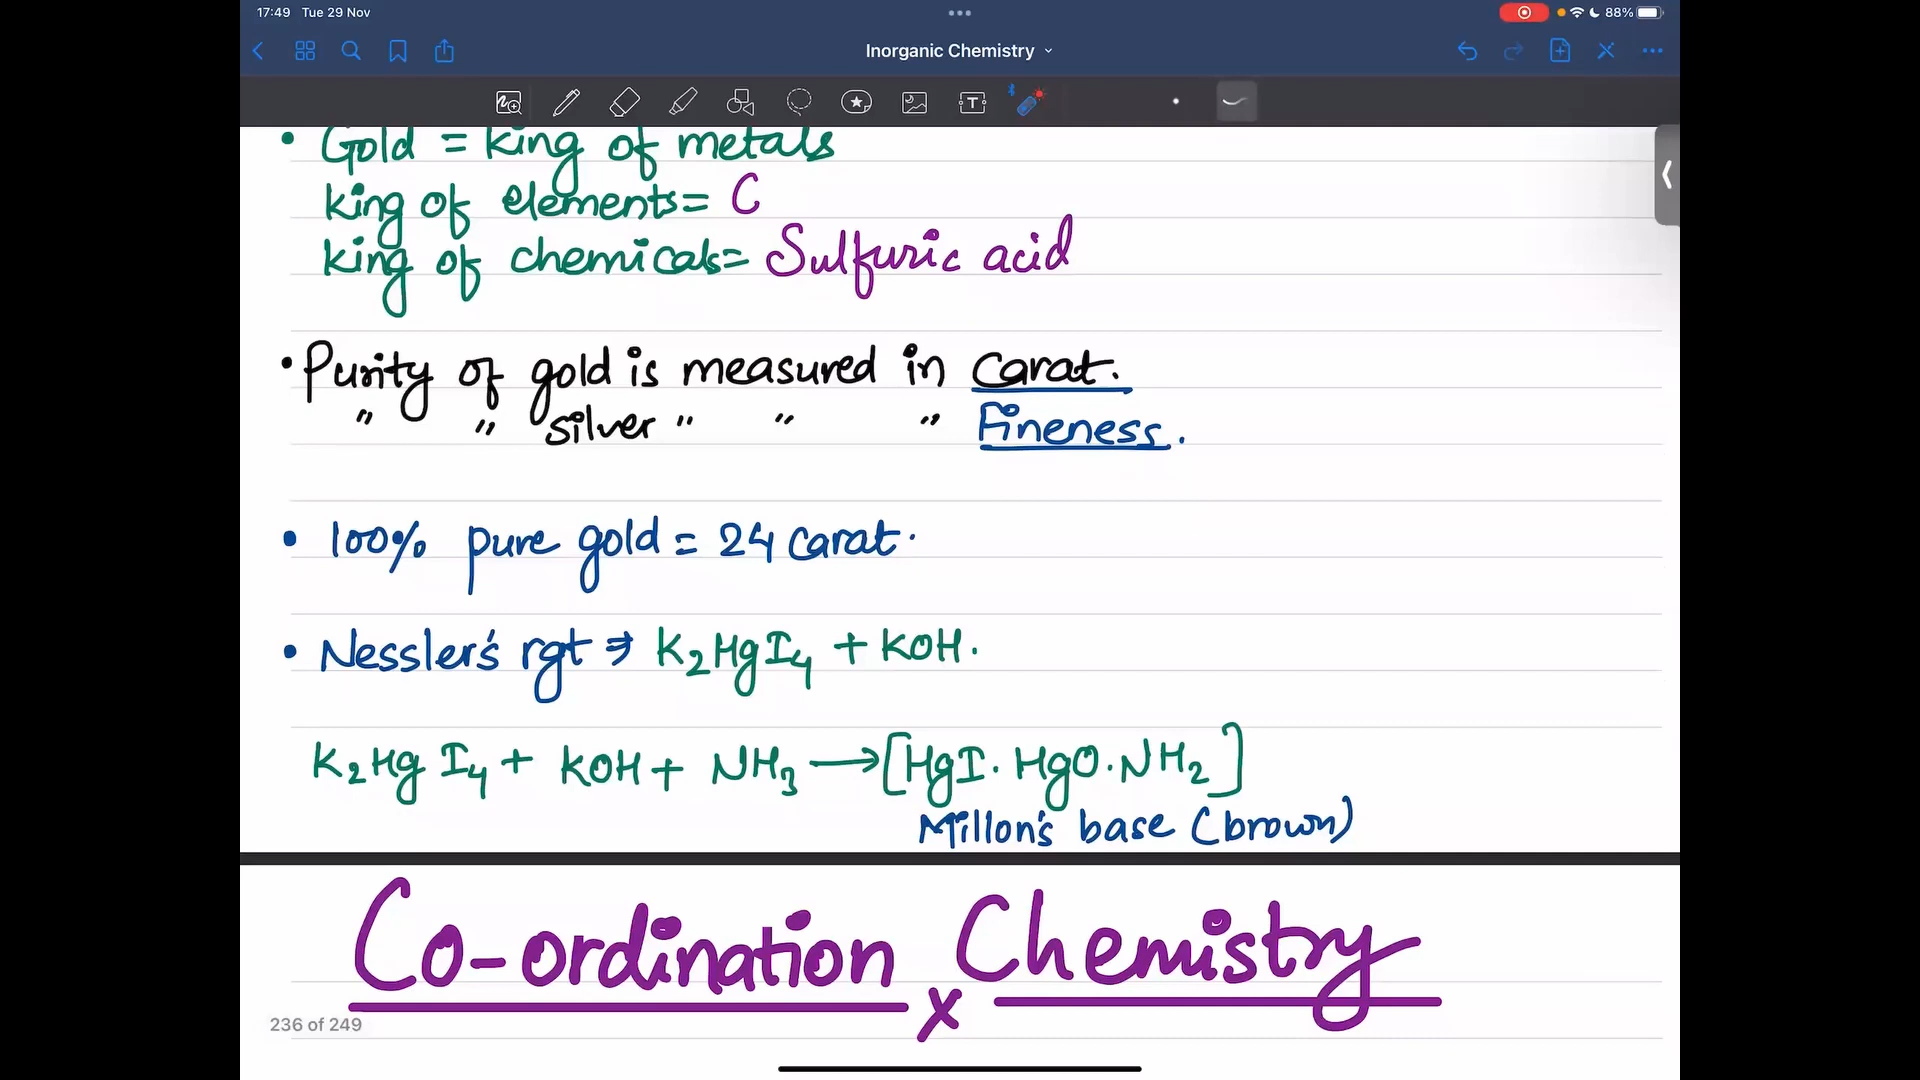 17:49 Tue 29 Nov
88%
Inorganic Chemistry
• Gold = king of metals
king of elements= C
king of chemicals= Sulfuric acid
• Purity of gold is measured in carat.
" " silver " " " Fineness.
• 100% pure gold = 24 carat.
• Nessler's rgt ⇒ K₂HgI₄ + KOH.
K₂HgI₄ + KOH + NH₃ ⟶ [HgI·HgO·NH₂]
Millon's base (brown)
Co-ordination x Chemistry
236 of 249